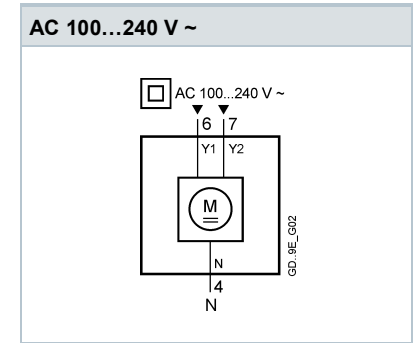 AC 100…240 V ~
AC 100...240 V ~
6 7
Y1 Y2
M
N
4
N
GD..9E_G02